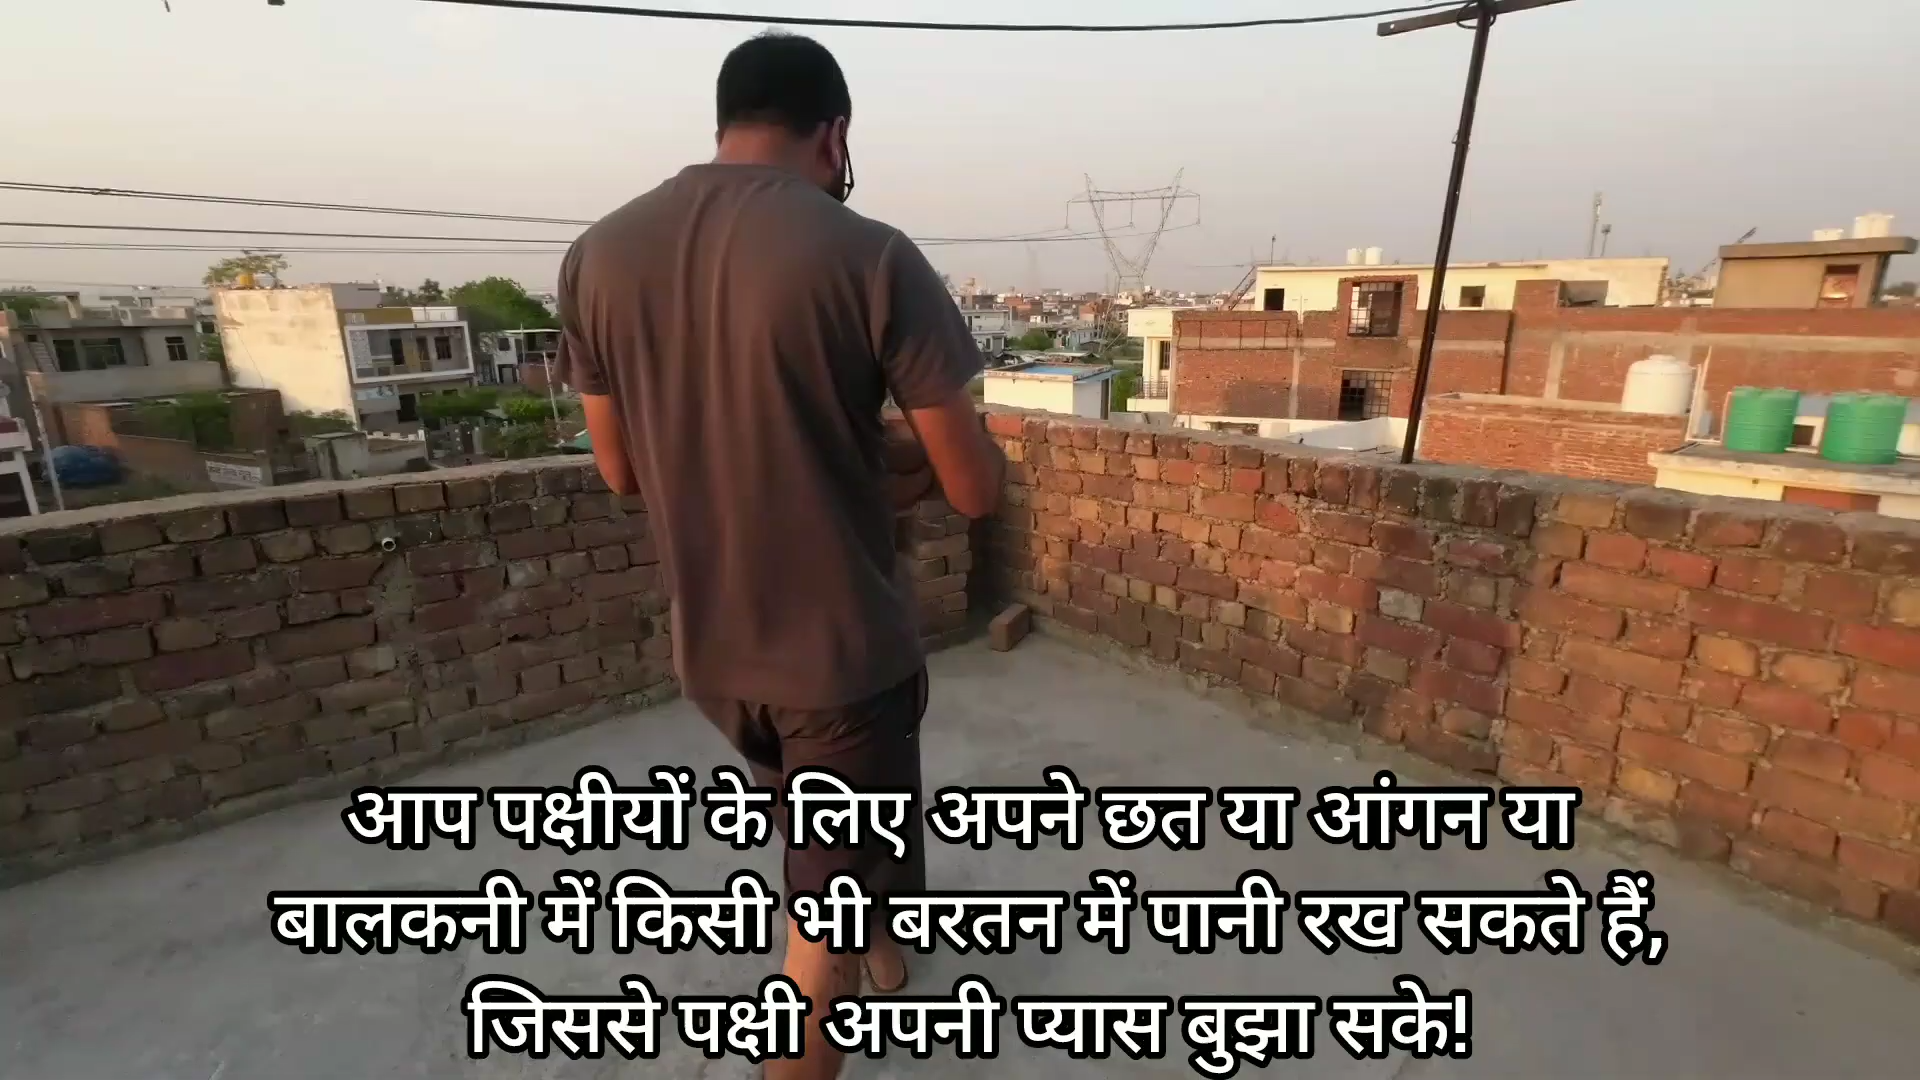 आप पक्षीयों के लिए अपने छत या आंगन या
बालकनी में किसी भी बरतन में पानी रख सकते हैं,
जिससे पक्षी अपनी प्यास बुझा सके!